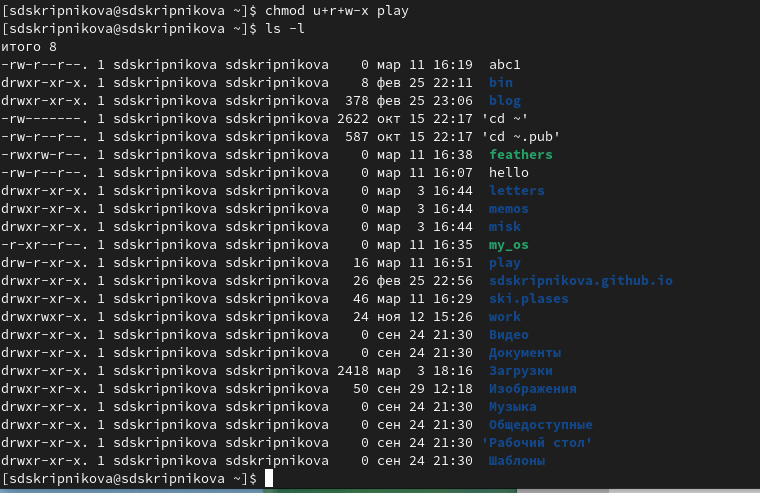 [sdskripnikova@sdskripnikova ~]$ chmod u+r+w-x play
[sdskripnikova@sdskripnikova ~]$ ls -l
итого 8
-rw-r--r--. 1 sdskripnikova sdskripnikova    0 мар 11 16:19  abc1
drwxr-xr-x. 1 sdskripnikova sdskripnikova    8 фев 25 22:11  bin
drwxr-xr-x. 1 sdskripnikova sdskripnikova  378 фев 25 23:06  blog
-rw-------. 1 sdskripnikova sdskripnikova 2622 окт 15 22:17 'cd ~'
-rw-r--r--. 1 sdskripnikova sdskripnikova  587 окт 15 22:17 'cd ~.pub'
-rwxrw-r--. 1 sdskripnikova sdskripnikova    0 мар 11 16:38  feathers
-rw-r--r--. 1 sdskripnikova sdskripnikova    0 мар 11 16:07  hello
drwxr-xr-x. 1 sdskripnikova sdskripnikova    0 мар  3 16:44  letters
drwxr-xr-x. 1 sdskripnikova sdskripnikova    0 мар  3 16:44  memos
drwxr-xr-x. 1 sdskripnikova sdskripnikova    0 мар  3 16:44  misk
-r-xr--r--. 1 sdskripnikova sdskripnikova    0 мар 11 16:35  my_os
drw-r-xr-x. 1 sdskripnikova sdskripnikova   16 мар 11 16:51  play
drwxr-xr-x. 1 sdskripnikova sdskripnikova   26 фев 25 22:56  sdskripnikova.github.io
drwxr-xr-x. 1 sdskripnikova sdskripnikova   46 мар 11 16:29  ski.plases
drwxrwxr-x. 1 sdskripnikova sdskripnikova   24 ноя 12 15:26  work
drwxr-xr-x. 1 sdskripnikova sdskripnikova    0 сен 24 21:30  Видео
drwxr-xr-x. 1 sdskripnikova sdskripnikova    0 сен 24 21:30  Документы
drwxr-xr-x. 1 sdskripnikova sdskripnikova 2418 мар  3 18:16  Загрузки
drwxr-xr-x. 1 sdskripnikova sdskripnikova   50 сен 29 12:18  Изображения
drwxr-xr-x. 1 sdskripnikova sdskripnikova    0 сен 24 21:30  Музыка
drwxr-xr-x. 1 sdskripnikova sdskripnikova    0 сен 24 21:30  Общедоступные
drwxr-xr-x. 1 sdskripnikova sdskripnikova    0 сен 24 21:30 'Рабочий стол'
drwxr-xr-x. 1 sdskripnikova sdskripnikova    0 сен 24 21:30  Шаблоны
[sdskripnikova@sdskripnikova ~]$